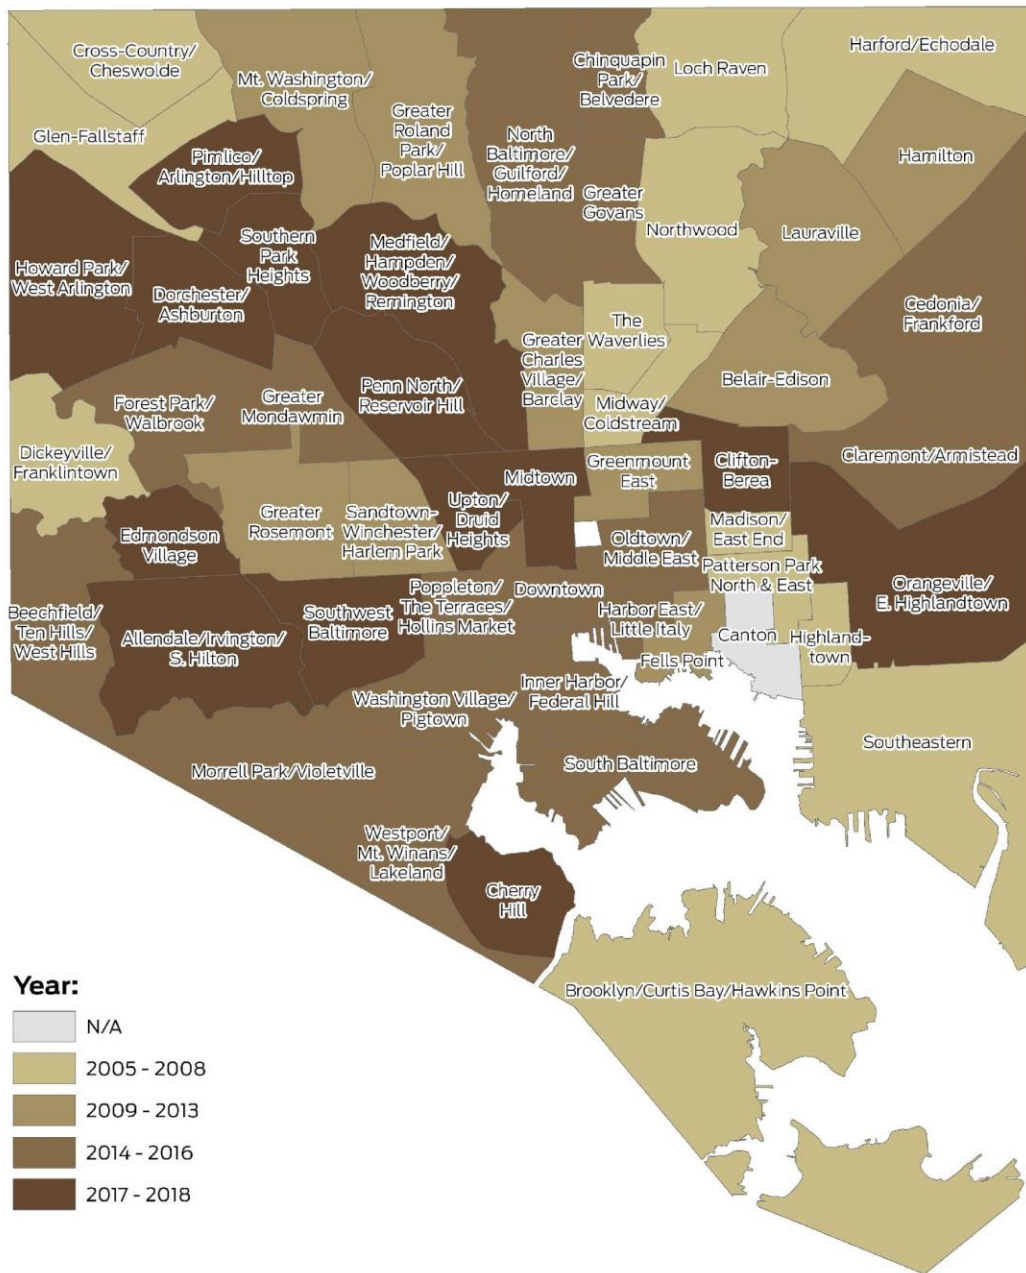 Cross-Country/
Cheswolde
Mt. Washington/
Coldspring
Greater
Roland
Park/
Poplar Hill
Chinquapin
Park/
Belvedere
Loch Raven
Harford/Echodale
Glen-Fallstaff
Pimlico/
Arlington/Hilltop
North
Baltimore/
Guilford/
Homeland
Greater
Govans
Northwood
Lauraville
Hamilton
Howard Park/
West Arlington
Dorchester/
Ashburton
Southern
Park
Heights
Medfield/
Hampden/
Woodberry/
Remington
Cedonia/
Frankford
The
Waverlies
Greater
Charles
Village/
Barclay
Belair-Edison
Forest Park/
Walbrook
Greater
Mondawmin
Penn North/
Reservoir Hill
Midway/
Coldstream
Dickeyville/
Franklintown
Claremont/Armistead
Midtown
Greenmount
East
Clifton-
Berea
Edmondson
Village
Greater
Rosemont
Sandtown-
Winchester/
Harlem Park
Upton/
Druid
Heights
Oldtown/
Middle East
Madison/
East End
Patterson Park
North & East
Orangeville/
E. Highlandtown
Beechfield/
Ten Hills/
West Hills
Allendale/Irvington/
S. Hilton
Southwest
Baltimore
Poppleton/
The Terraces/
Hollins Market
Downtown
Harbor East/
Little Italy
Canton
Highland-
town
Fells Point
Washington Village/
Pigtown
Inner Harbor/
Federal Hill
Southeastern
Morrell Park/Violetville
South Baltimore
Westport/
Mt. Winans/
Lakeland
Cherry
Hill
Brooklyn/Curtis Bay/Hawkins Point
Year:
N/A
2005 - 2008
2009 - 2013
2014 - 2016
2017 - 2018